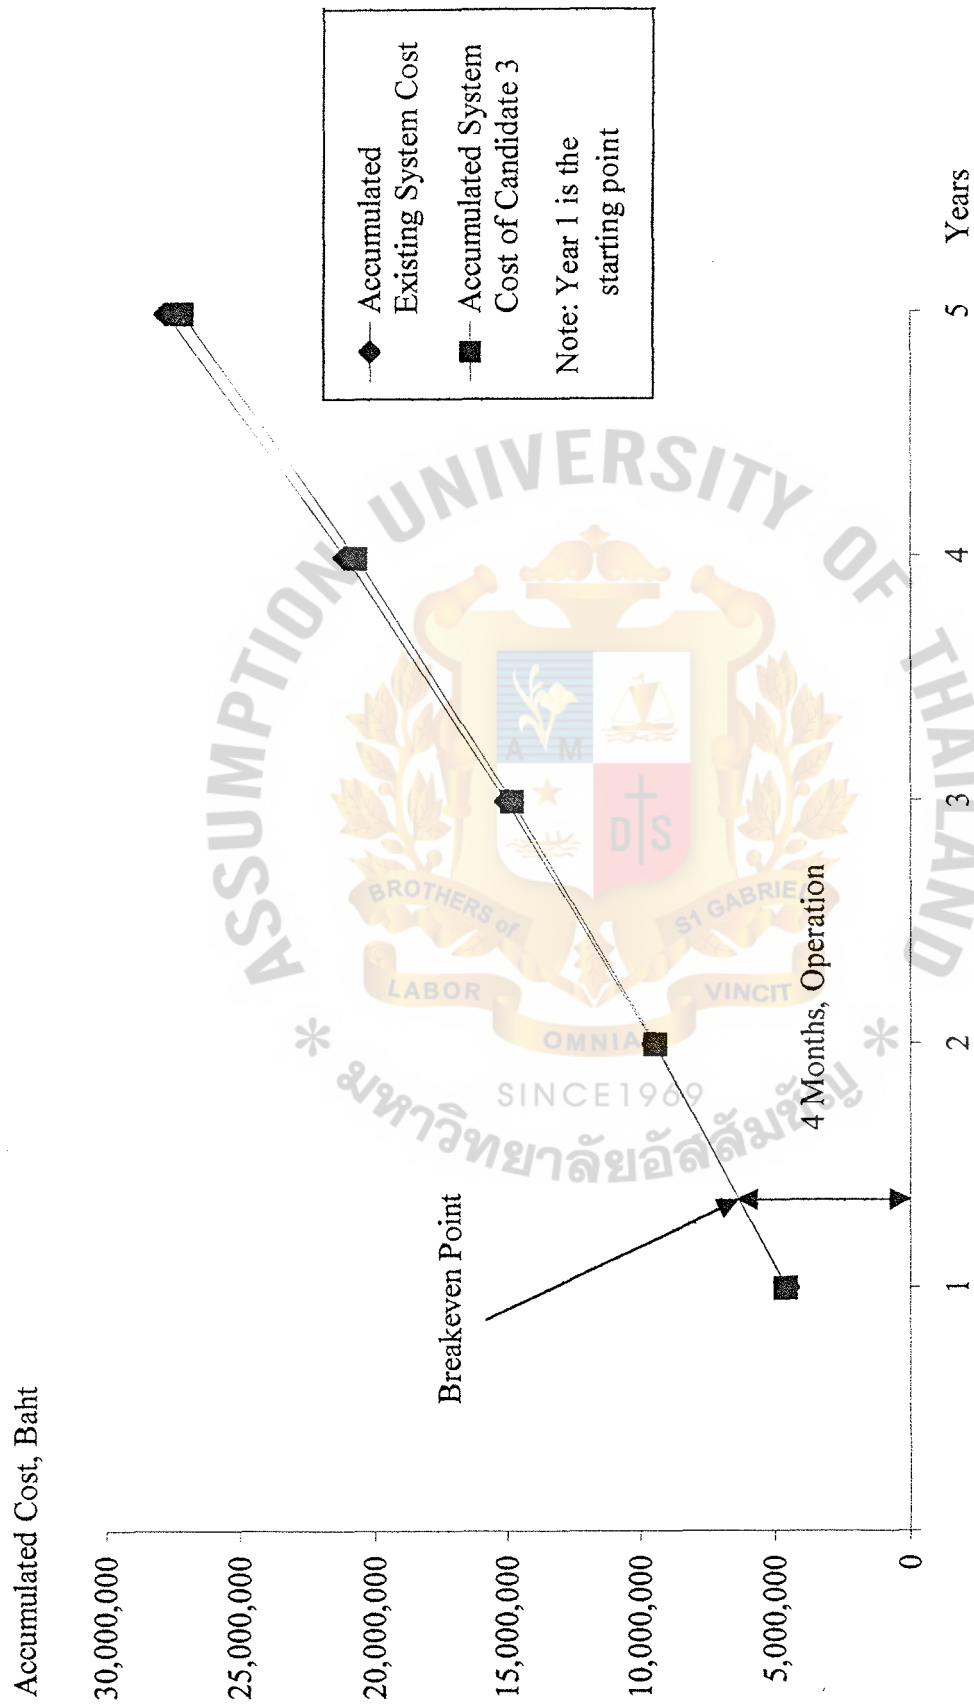 Accumulated Cost, Baht
30,000,000
25,000,000
20,000,000
15,000,000
10,000,000
5,000,000
0
1
2
3
4
5
Years
Breakeven Point
4 Months, Operation
Accumulated
Existing System Cost
Accumulated System
Cost of Candidate 3
Note: Year 1 is the
starting point
ASSUMPTION UNIVERSITY OF THAILAND
A M
D S
BROTHERS of
S1 GABRIEL
LABOR
OMNIA
VINCIT
SINCE1969
* มหาวิทยาลัยอัสสัมชัญ *